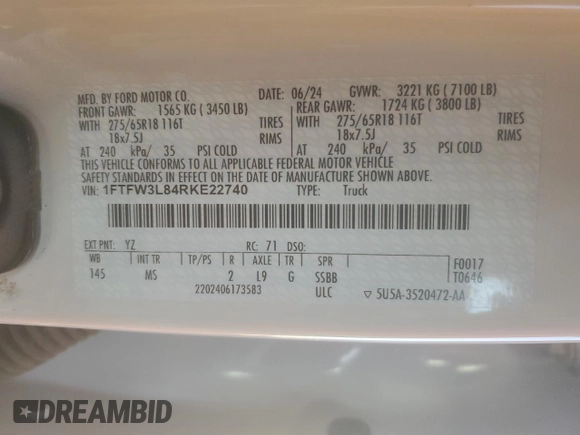 MFD. BY FORD MOTOR CO. DATE: 06/24 GVWR: 3221 KG ( 7100 LB)
FRONT GAWR: 1565 KG ( 3450 LB) REAR GAWR: 1724 KG ( 3800 LB)
WITH 275/65R18 116T TIRES WITH 275/65R18 116T TIRES
18x7.5J RIMS 18x7.5J RIMS
AT 240 kPa/ 35 PSI COLD AT 240 kPa/ 35 PSI COLD
THIS VEHICLE CONFORMS TO ALL APPLICABLE FEDERAL MOTOR VEHICLE
SAFETY STANDARDS IN EFFECT ON THE DATE OF MANUFACTURE SHOWN ABOVE.
VIN: 1FTFW3L84RKE22740 TYPE: Truck
EXT PNT: YZ RC: 71 DSO:
WB INT TR TP/PS R AXLE TR SPR F0017
145 MS 2 L9 G SSBB T0646
2202406173583 ULC ▽ 5U5A-3520472-AA
DREAMBID